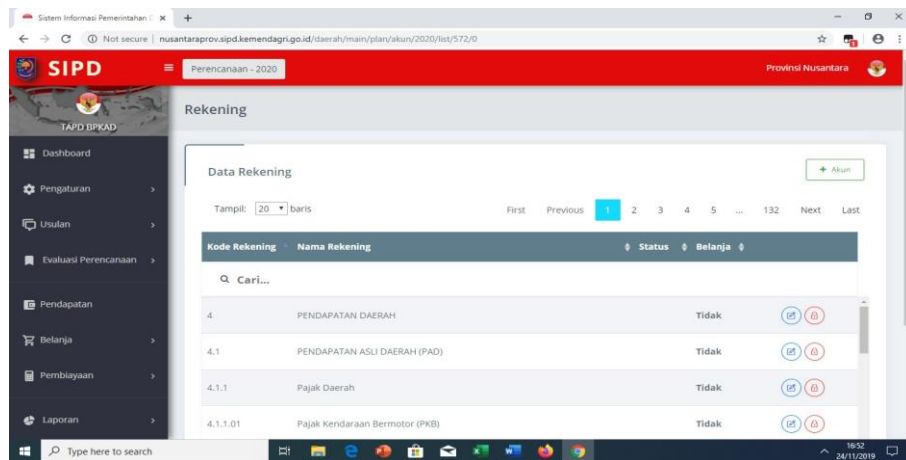 Sistem Informasi Pemerintahan D
Not secure | nusantaraprov.sipd.kemendagri.go.id/daerah/main/plan/akun/2020/list/572/0
SIPD
Perencanaan - 2020
Provinsi Nusantara
TAPD BPKAD
Rekening
Dashboard
Pengaturan
Usulan
Evaluasi Perencanaan
Pendapatan
Belanja
Pembiayaan
Laporan
Data Rekening
+ Akun
Tampil: 20 baris
First Previous 1 2 3 4 5 ... 132 Next Last
Kode Rekening Nama Rekening Status Belanja
Cari...
4 PENDAPATAN DAERAH Tidak
4.1 PENDAPATAN ASLI DAERAH (PAD) Tidak
4.1.1 Pajak Daerah Tidak
4.1.1.01 Pajak Kendaraan Bermotor (PKB) Tidak
Type here to search
16:52
24/11/2019